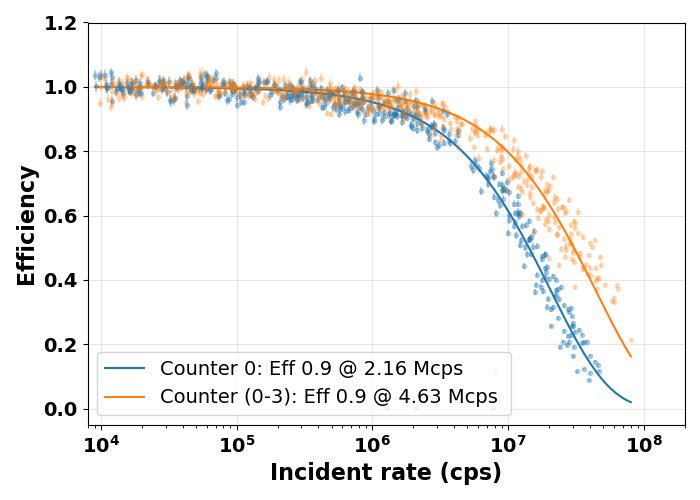 1.2
1.0
0.8
0.6
0.4
0.2
0.0
Efficiency
Counter 0: Eff 0.9 @ 2.16 Mcps
Counter (0-3): Eff 0.9 @ 4.63 Mcps
10⁴ 10⁵ 10⁶ 10⁷ 10⁸
Incident rate (cps)